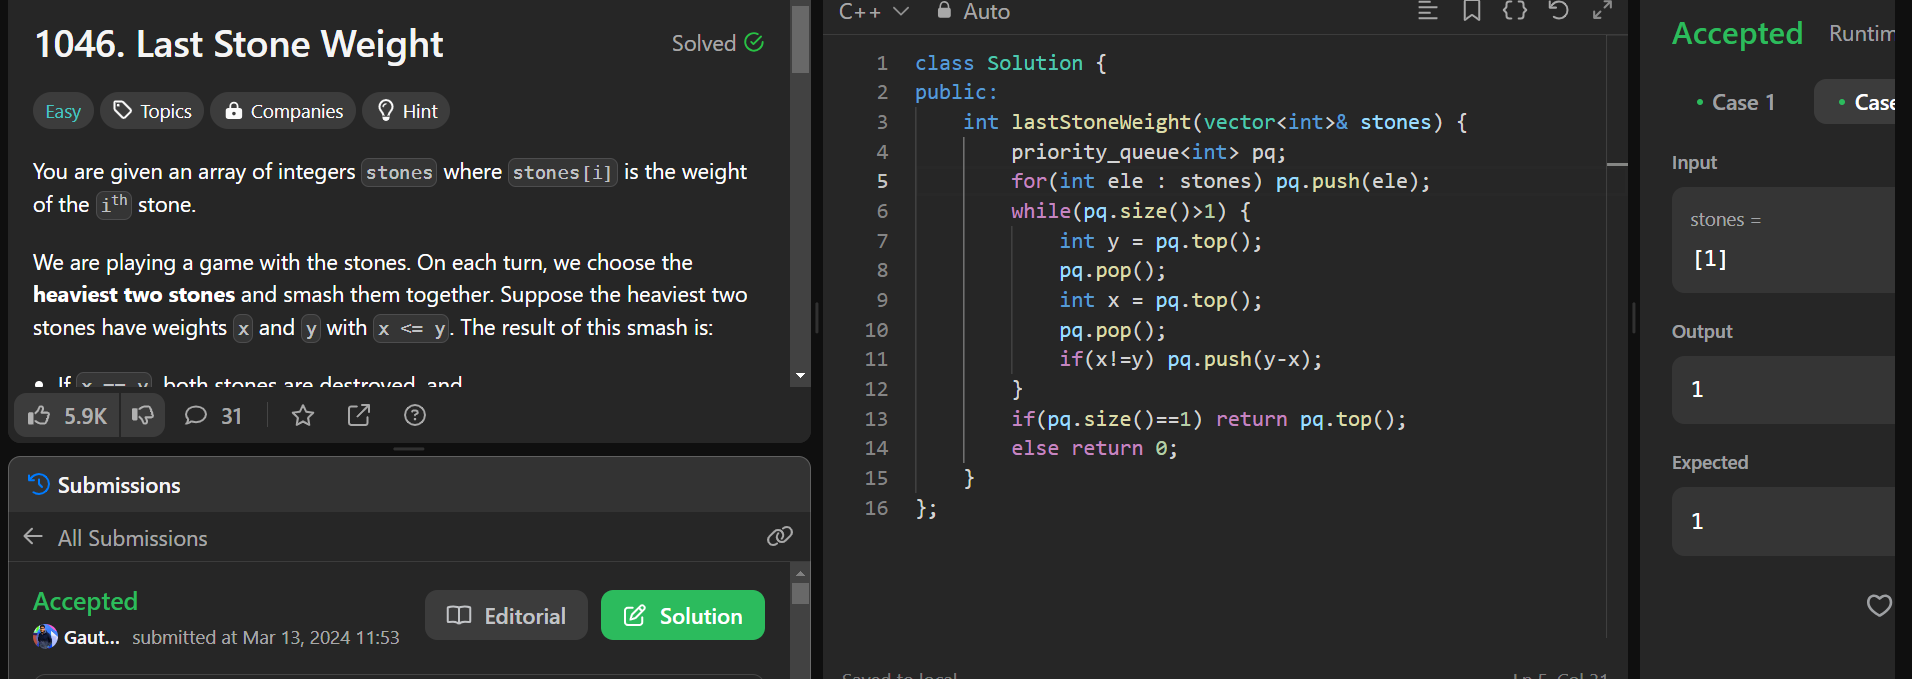 1046. Last Stone Weight
Solved
Easy
Topics
Companies
Hint
You are given an array of integers stones where stones[i] is the weight
of the ith stone.
We are playing a game with the stones. On each turn, we choose the
heaviest two stones and smash them together. Suppose the heaviest two
stones have weights x and y with x <= y. The result of this smash is:
If x == y, both stones are destroyed, and
5.9K
31
Submissions
All Submissions
Accepted
Editorial
Solution
Gaut... submitted at Mar 13, 2024 11:53
C++
Auto
1 class Solution {
2 public:
3     int lastStoneWeight(vector<int>& stones) {
4         priority_queue<int> pq;
5         for(int ele : stones) pq.push(ele);
6         while(pq.size()>1) {
7             int y = pq.top();
8             pq.pop();
9             int x = pq.top();
10             pq.pop();
11             if(x!=y) pq.push(y-x);
12         }
13         if(pq.size()==1) return pq.top();
14         else return 0;
15     }
16 };
Saved to local
Ln 5, Col 31
Accepted
Runtim
Case 1
Case
Input
stones =
[1]
Output
1
Expected
1